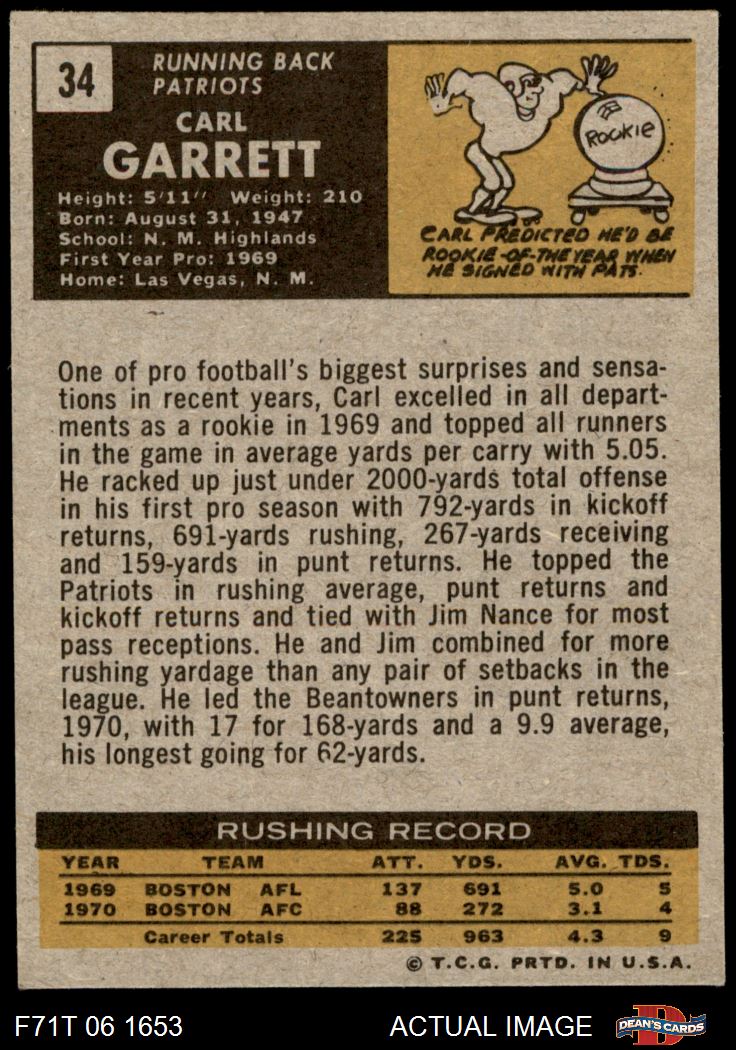 34
RUNNING BACK
PATRIOTS
CARL
GARRETT
Height: 5'11" Weight: 210
Born: August 31, 1947
School: N. M. Highlands
First Year Pro: 1969
Home: Las Vegas, N. M.
ROOKIE
CARL PREDICTED HE'D BE
ROOKIE-OF-THE YEAR WHEN
HE SIGNED WITH PATS.
One of pro football's biggest surprises and sensa-
tions in recent years, Carl excelled in all depart-
ments as a rookie in 1969 and topped all runners
in the game in average yards per carry with 5.05.
He racked up just under 2000-yards total offense
in his first pro season with 792-yards in kickoff
returns, 691-yards rushing, 267-yards receiving
and 159-yards in punt returns. He topped the
Patriots in rushing average, punt returns and
kickoff returns and tied with Jim Nance for most
pass receptions. He and Jim combined for more
rushing yardage than any pair of setbacks in the
league. He led the Beantowners in punt returns,
1970, with 17 for 168-yards and a 9.9 average,
his longest going for 62-yards.
RUSHING RECORD
YEAR TEAM ATT. YDS. AVG. TDS.
1969 BOSTON AFL 137 691 5.0 5
1970 BOSTON AFC 88 272 3.1 4
Career Totals 225 963 4.3 9
© T.C.G. PRTD. IN U.S.A.
F71T 06 1653 ACTUAL IMAGE D DEAN'S CARDS